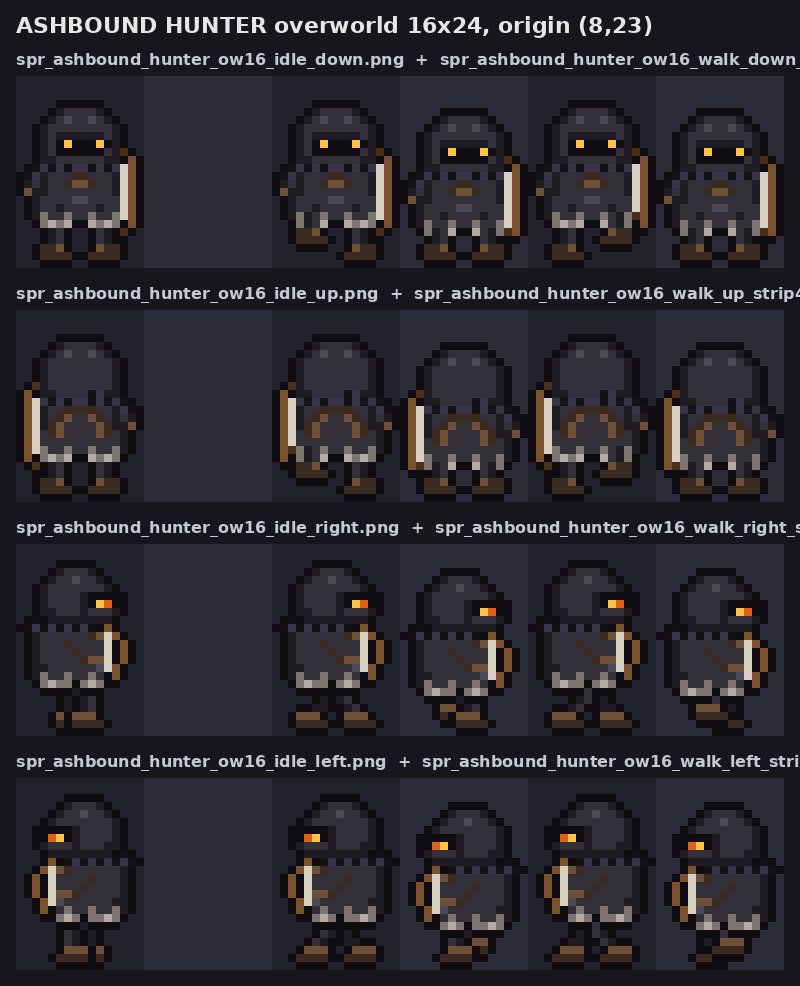 ASHBOUND HUNTER overworld 16x24, origin (8,23)
spr_ashbound_hunter_ow16_idle_down.png + spr_ashbound_hunter_ow16_walk_down_
spr_ashbound_hunter_ow16_idle_up.png + spr_ashbound_hunter_ow16_walk_up_strip4
spr_ashbound_hunter_ow16_idle_right.png + spr_ashbound_hunter_ow16_walk_right_s
spr_ashbound_hunter_ow16_idle_left.png + spr_ashbound_hunter_ow16_walk_left_stri